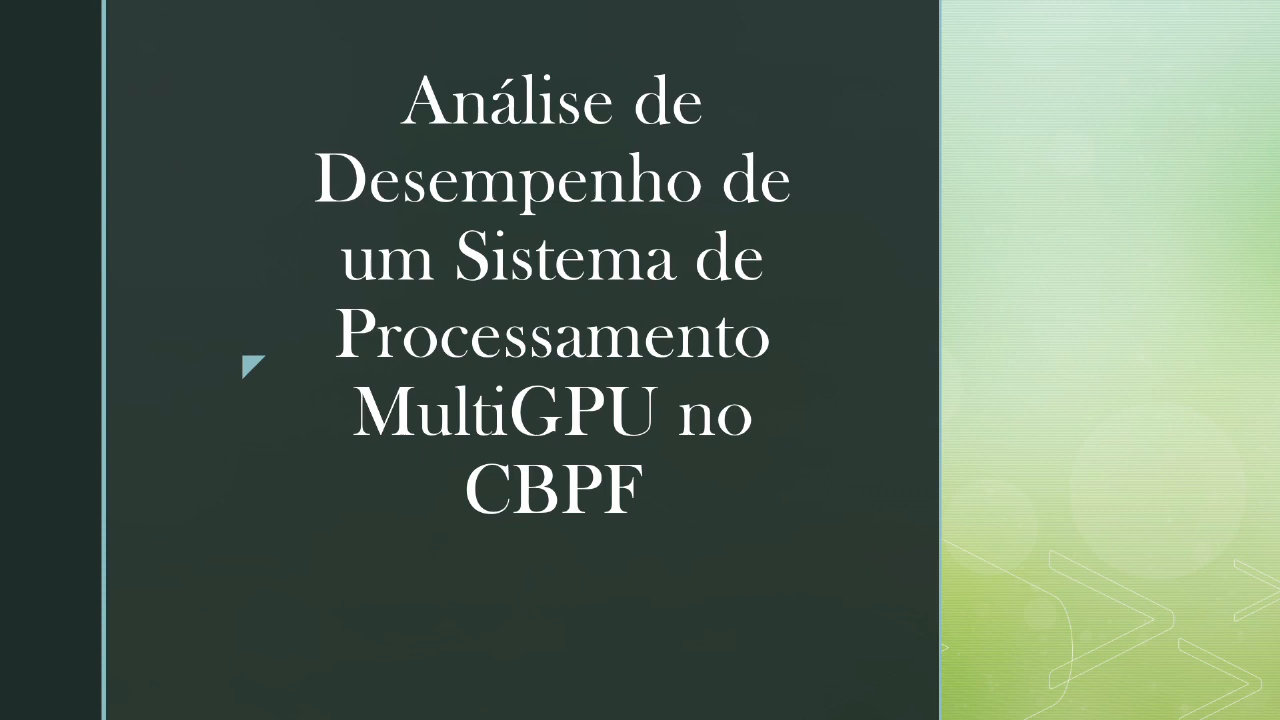 Análise de
Desempenho de
um Sistema de
Processamento
MultiGPU no
CBPF